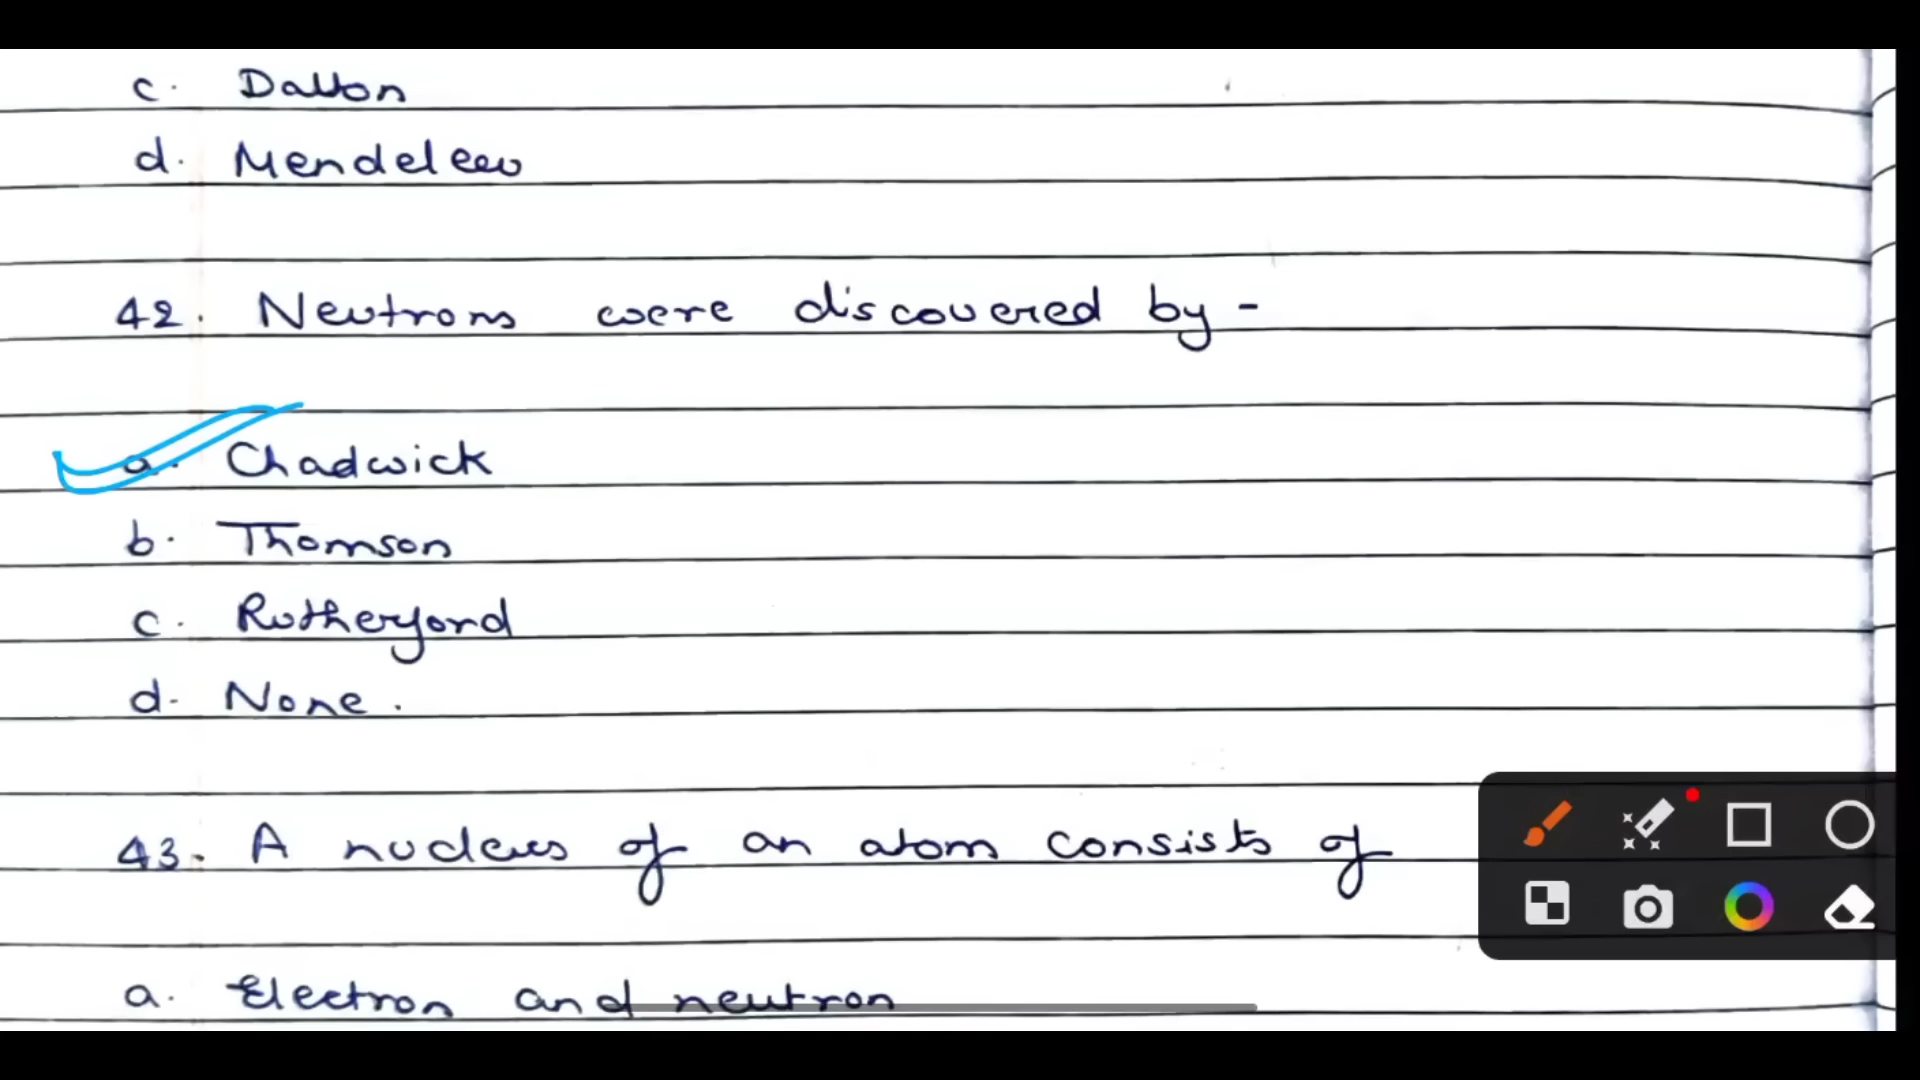 c. Dalton
d. Mendeleev
42. Neutrons were discovered by -
a. Chadwick
b. Thomson
c. Rutherford
d. None.
43. A nucleus of an atom consists of
a. Electron and neutron